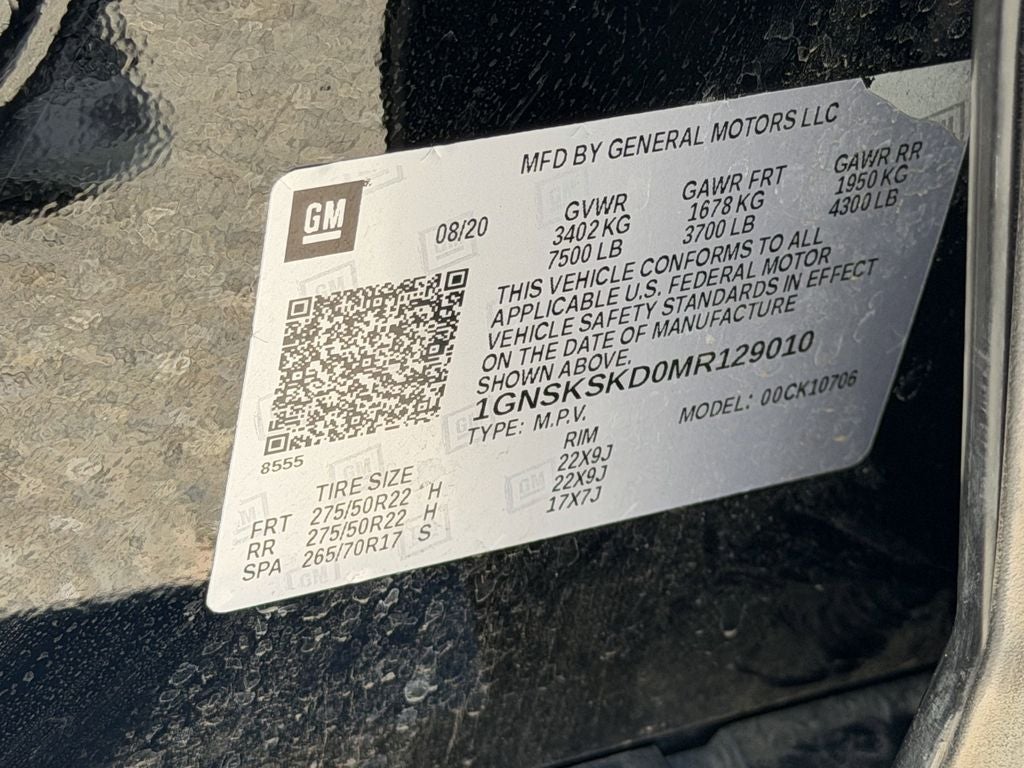 MFD BY GENERAL MOTORS LLC
GM
08/20
GVWR
3402 KG
7500 LB
GAWR FRT
1678 KG
3700 LB
GAWR RR
1950 KG
4300 LB
THIS VEHICLE CONFORMS TO ALL
APPLICABLE U.S. FEDERAL MOTOR
VEHICLE SAFETY STANDARDS IN EFFECT
ON THE DATE OF MANUFACTURE
SHOWN ABOVE.
1GNSKSKD0MR129010
TYPE: M.P.V.
MODEL: 00CK10706
8555
TIRE SIZE RIM
FRT 275/50R22 H 22X9J
RR 275/50R22 H 22X9J
SPA 265/70R17 S 17X7J